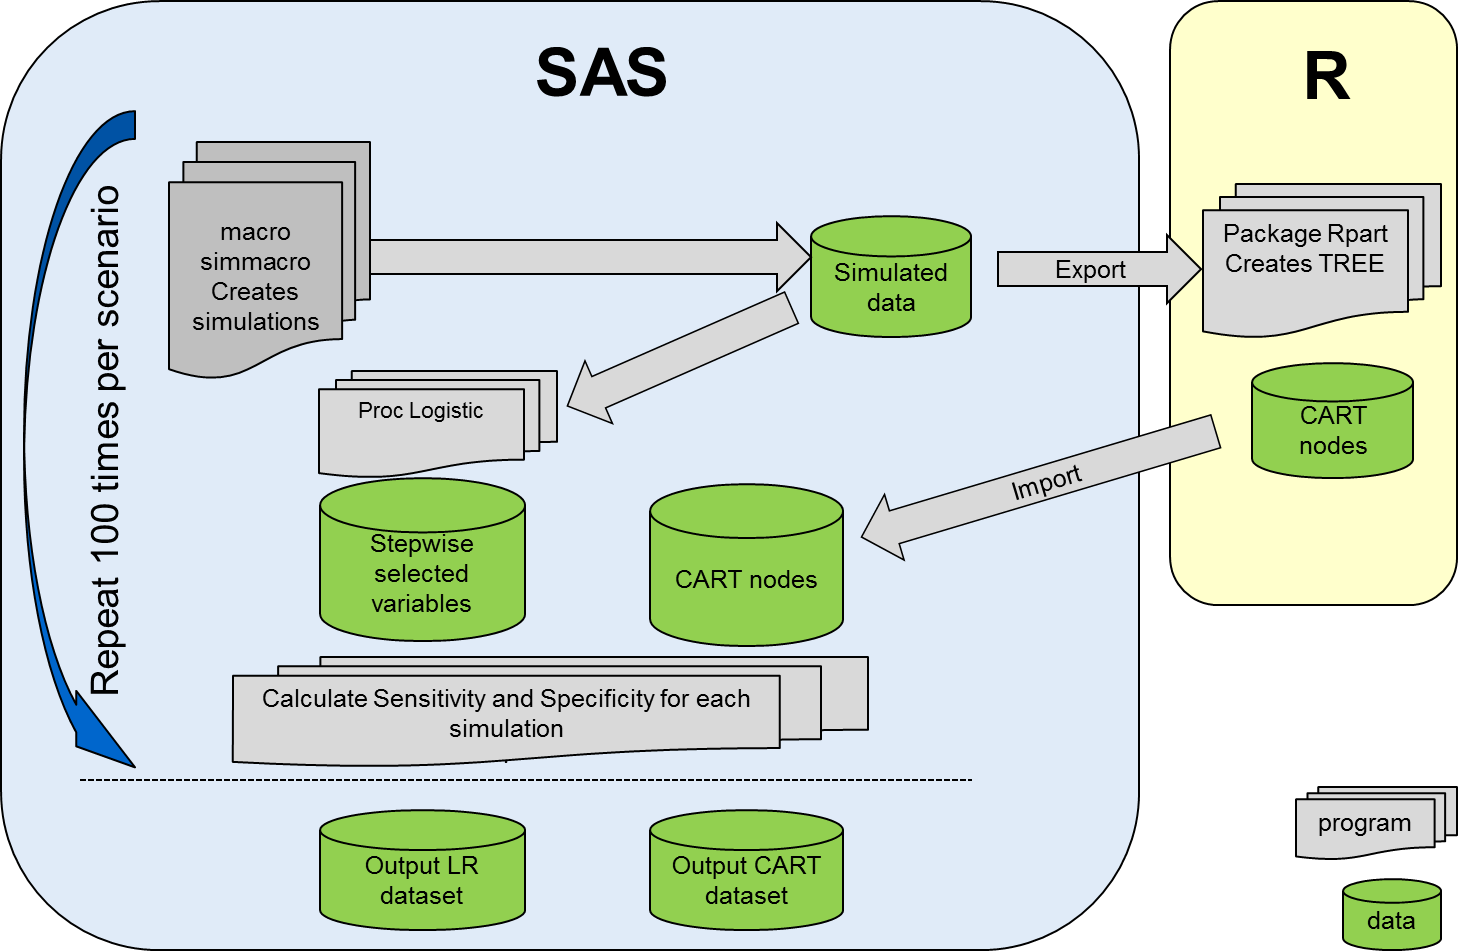 SAS
R
Repeat 100 times per scenario
macro
simmacro
Creates
simulations
Simulated
data
Export
Package Rpart
Creates TREE
Proc Logistic
CART
nodes
Import
Stepwise
selected
variables
CART nodes
Calculate Sensitivity and Specificity for each
simulation
Output LR
dataset
Output CART
dataset
program
data